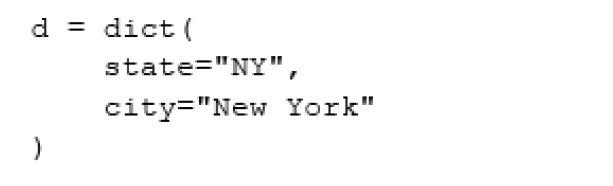 d = dict(
    state="NY",
    city="New York"
)